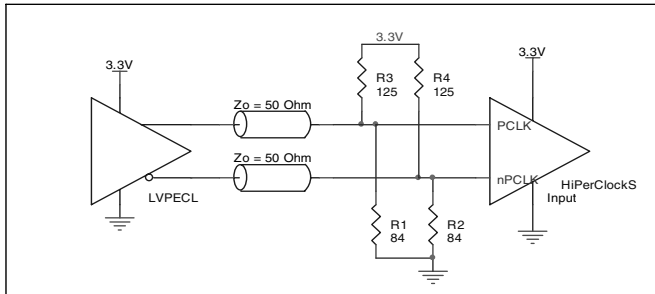 3.3V
3.3V
3.3V
R3
125
R4
125
Zo = 50 Ohm
PCLK
Zo = 50 Ohm
nPCLK
HiPerClockS
Input
LVPECL
R1
84
R2
84